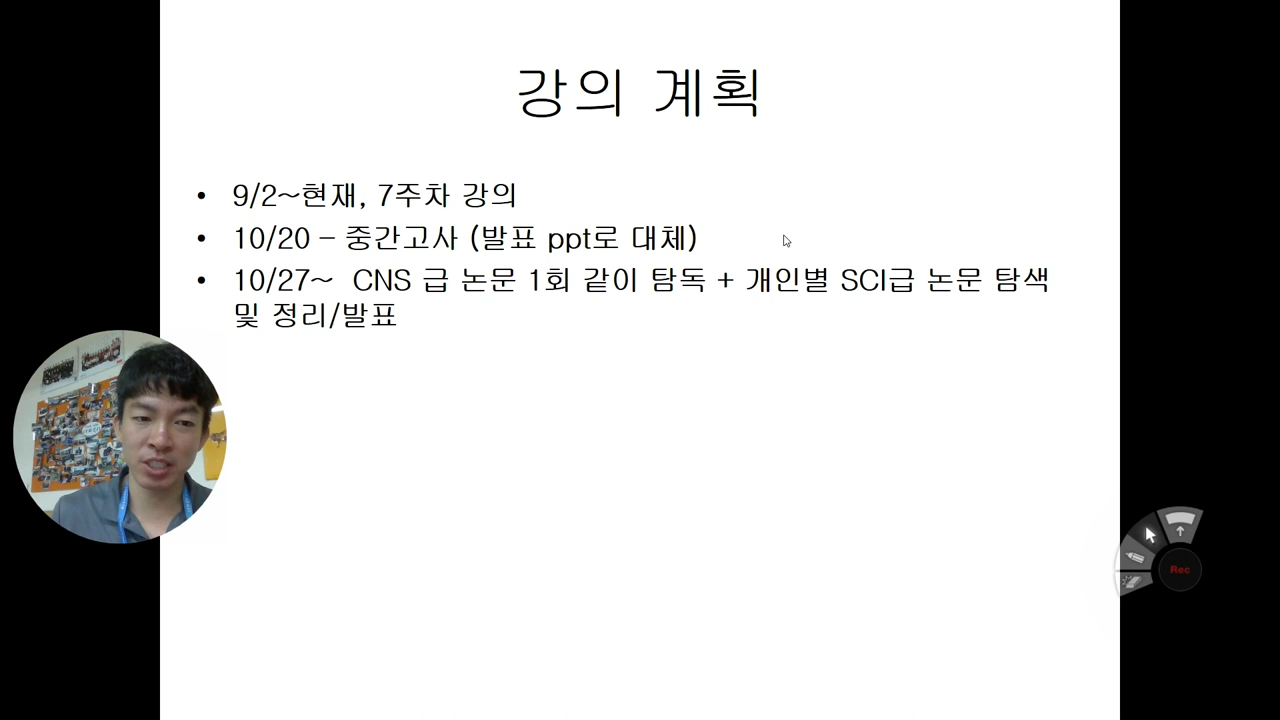 강의 계획
• 9/2~현재, 7주차 강의
• 10/20 – 중간고사 (발표 ppt로 대체)
• 10/27~ CNS 급 논문 1회 같이 탐독 + 개인별 SCI급 논문 탐색
및 정리/발표
Rec